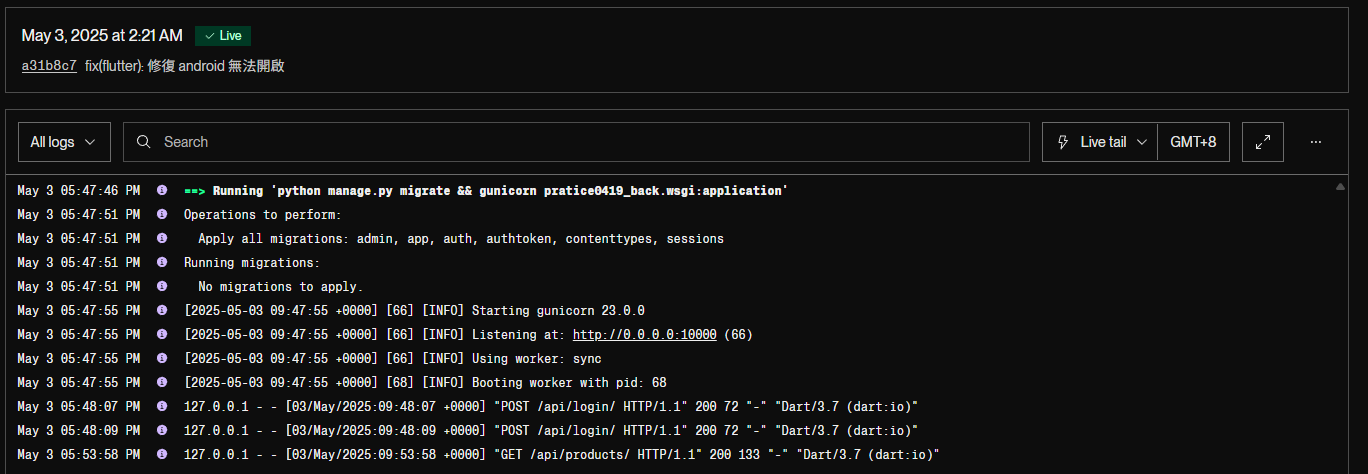 May 3, 2025 at 2:21 AM ✓ Live
a31b8c7 fix(flutter): 修復 android 無法開啟
All logs Search Live tail GMT+8 ...
May 3 05:47:46 PM ==> Running 'python manage.py migrate && gunicorn pratice0419_back.wsgi:application'
May 3 05:47:51 PM Operations to perform:
May 3 05:47:51 PM Apply all migrations: admin, app, auth, authtoken, contenttypes, sessions
May 3 05:47:51 PM Running migrations:
May 3 05:47:51 PM No migrations to apply.
May 3 05:47:55 PM [2025-05-03 09:47:55 +0000] [66] [INFO] Starting gunicorn 23.0.0
May 3 05:47:55 PM [2025-05-03 09:47:55 +0000] [66] [INFO] Listening at: http://0.0.0.0:10000 (66)
May 3 05:47:55 PM [2025-05-03 09:47:55 +0000] [66] [INFO] Using worker: sync
May 3 05:47:55 PM [2025-05-03 09:47:55 +0000] [68] [INFO] Booting worker with pid: 68
May 3 05:48:07 PM 127.0.0.1 - - [03/May/2025:09:48:07 +0000] "POST /api/login/ HTTP/1.1" 200 72 "-" "Dart/3.7 (dart:io)"
May 3 05:48:09 PM 127.0.0.1 - - [03/May/2025:09:48:09 +0000] "POST /api/login/ HTTP/1.1" 200 72 "-" "Dart/3.7 (dart:io)"
May 3 05:53:58 PM 127.0.0.1 - - [03/May/2025:09:53:58 +0000] "GET /api/products/ HTTP/1.1" 200 133 "-" "Dart/3.7 (dart:io)"